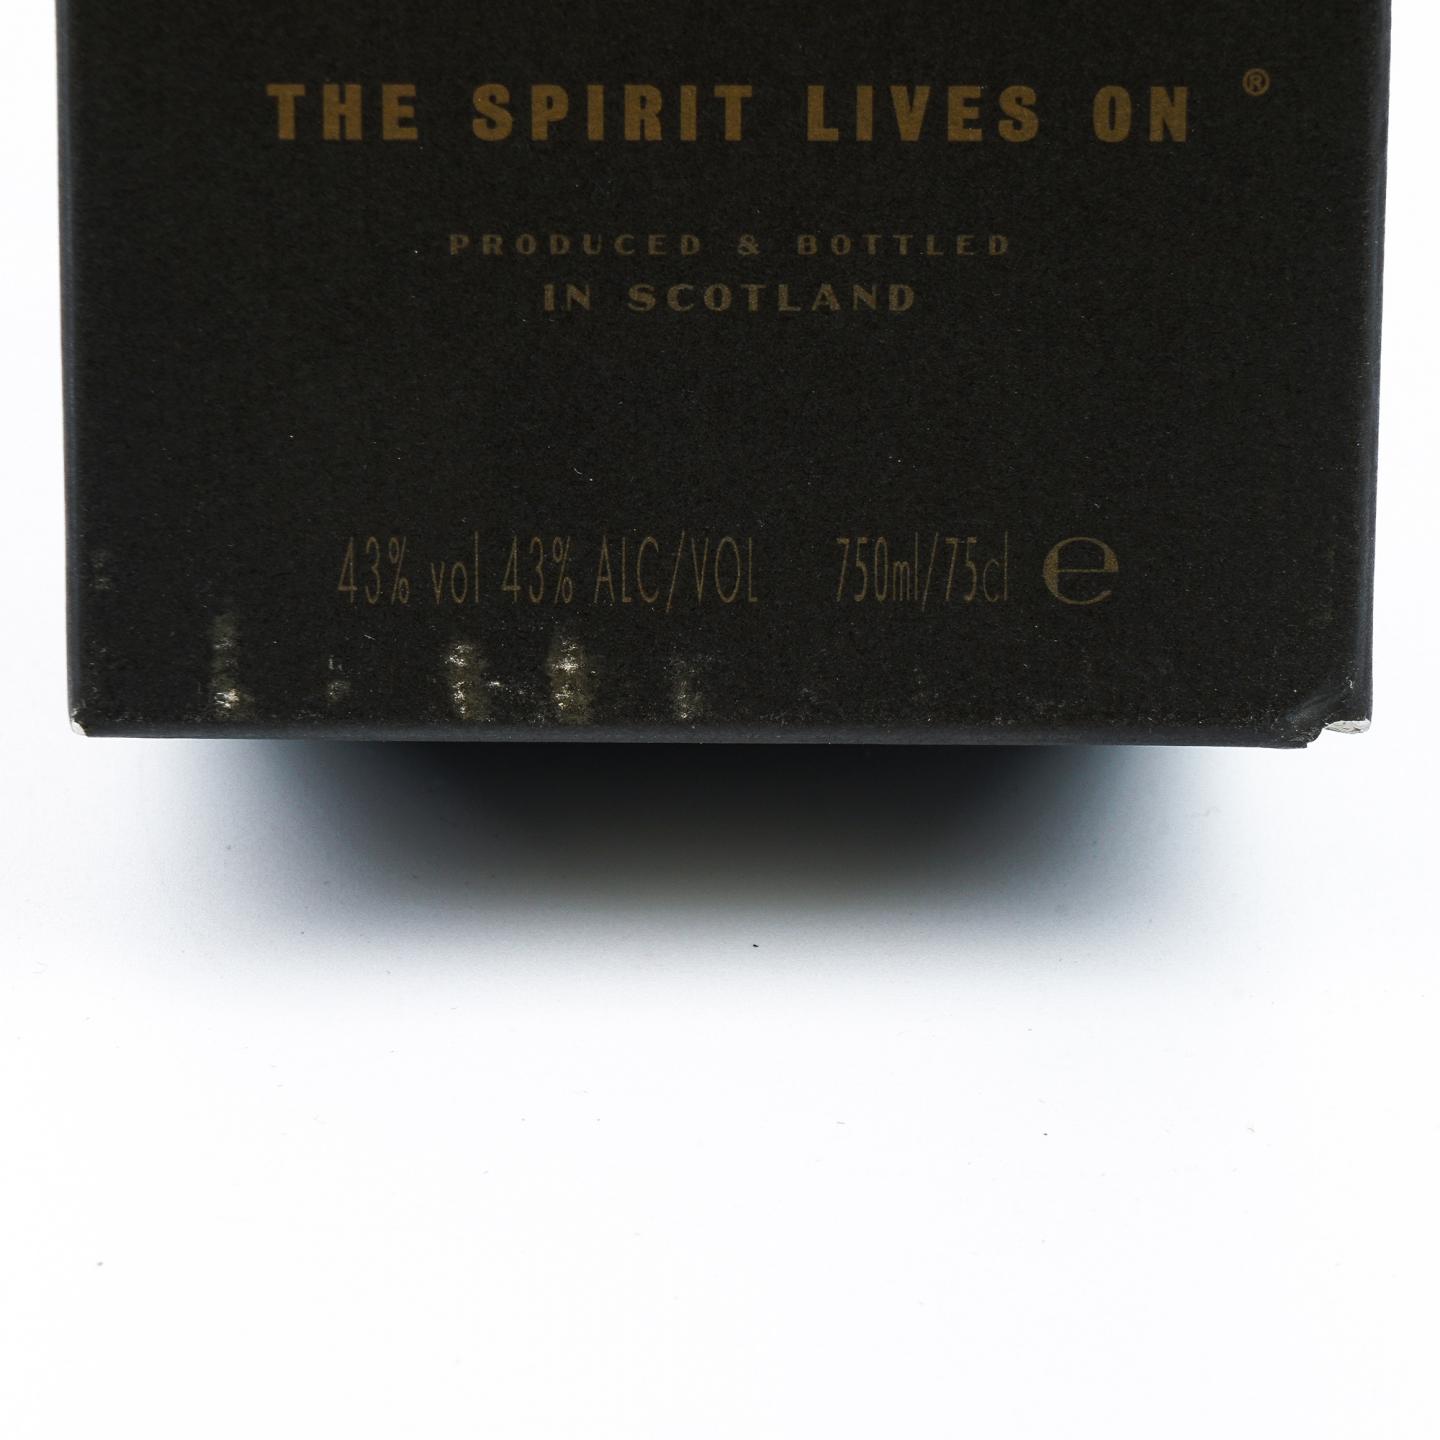 THE SPIRIT LIVES ON ®
PRODUCED & BOTTLED
IN SCOTLAND
43% vol 43% ALC/VOL 750ml/75cl ℮